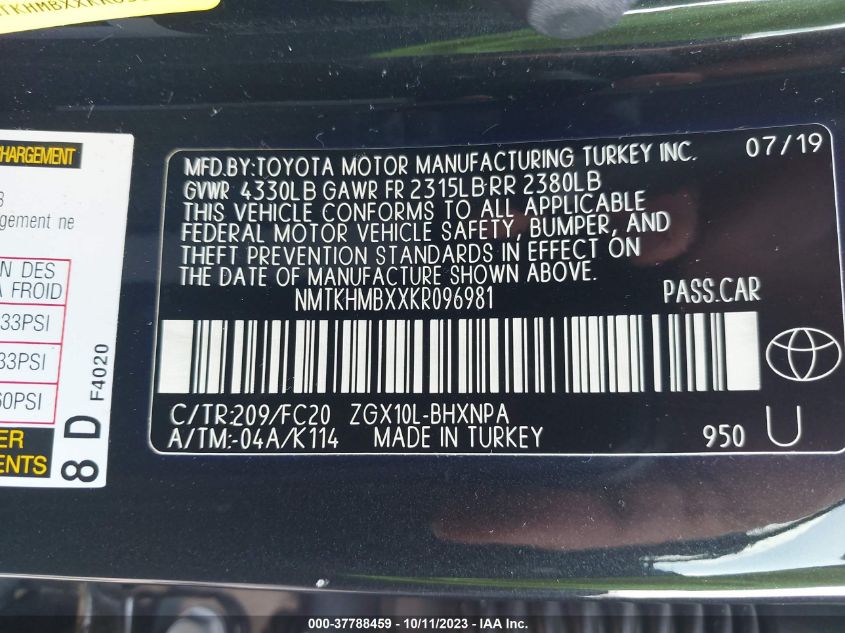 TKHMBXXKR
HARGEMENT
gement ne
N DES
A FROID
33PSI
33PSI
60PSI
ER
ENTS
8 D F4020
MFD.BY:TOYOTA MOTOR MANUFACTURING TURKEY INC. 07/19
GVWR 4330LB GAWR FR 2315LB RR 2380LB
THIS VEHICLE CONFORMS TO ALL APPLICABLE
FEDERAL MOTOR VEHICLE SAFETY, BUMPER, AND
THEFT PREVENTION STANDARDS IN EFFECT ON
THE DATE OF MANUFACTURE SHOWN ABOVE.
NMTKHMBXXKR096981 PASS.CAR
C/TR:209/FC20 ZGX10L-BHXNPA
A/TM:-04A/K114 MADE IN TURKEY 950 U
000-37788459 - 10/11/2023 - IAA Inc.